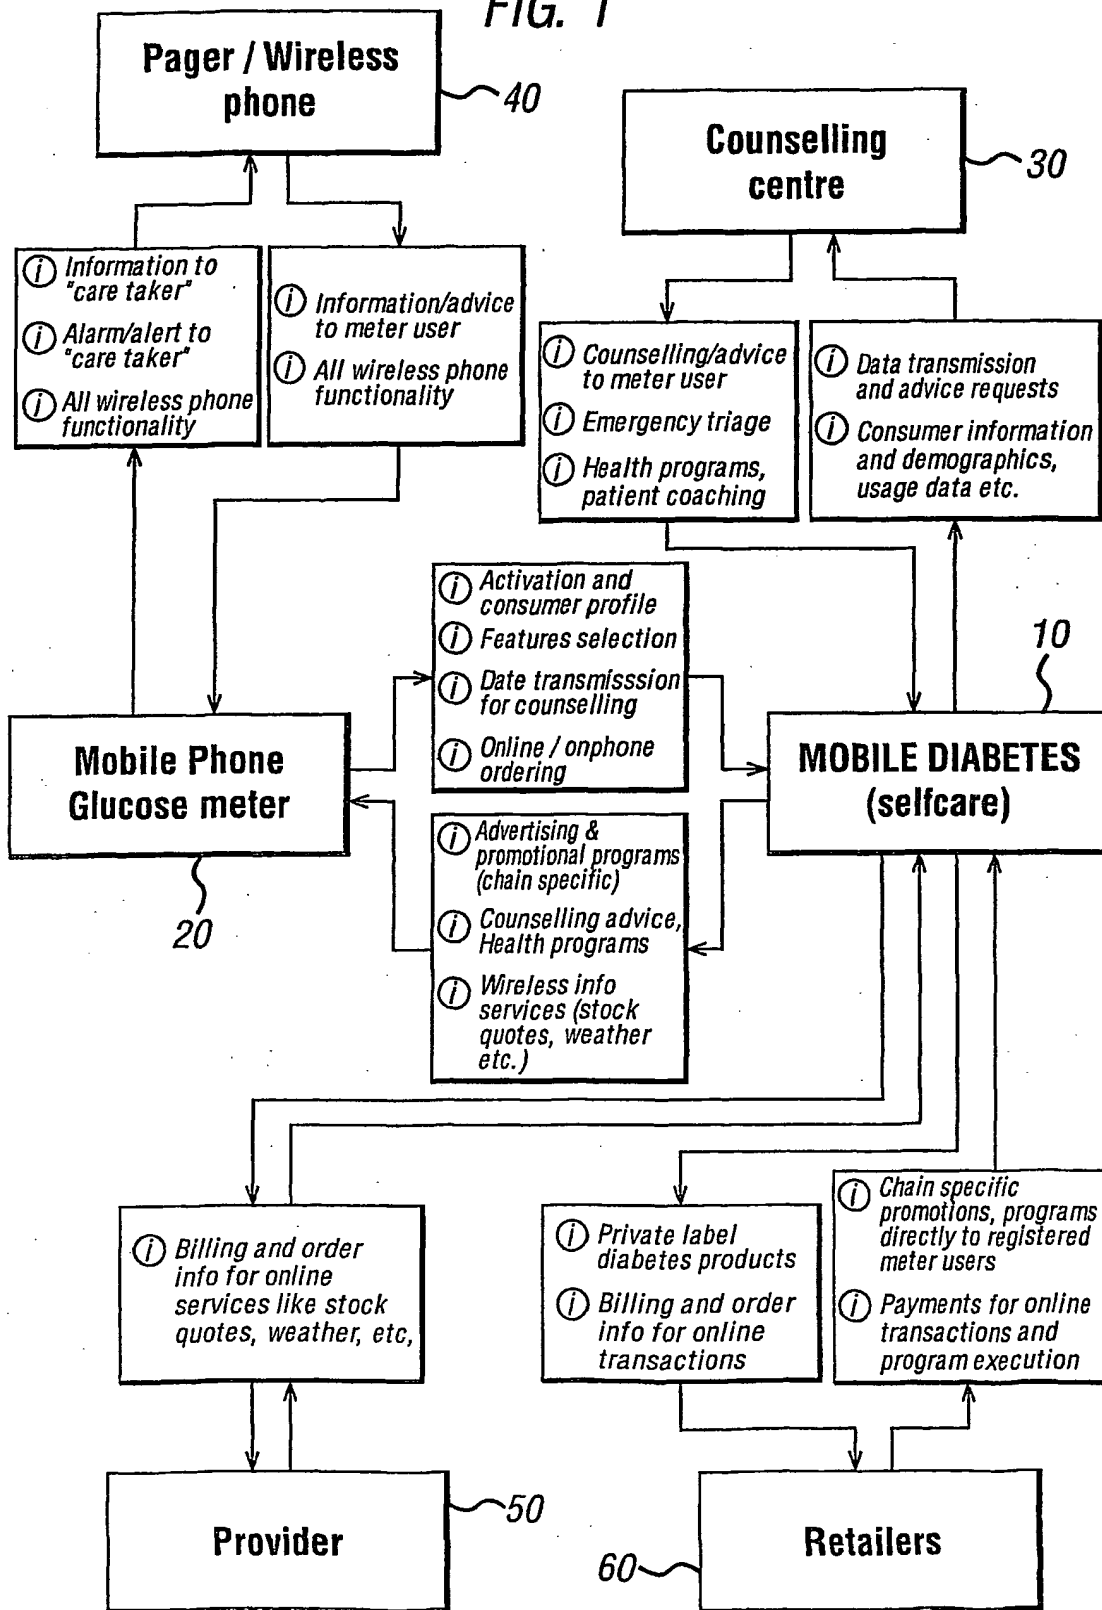 FIG. 1
Pager / Wireless
phone
40
Counselling
centre
30
i Information to
"care taker"
i Alarm/alert to
"care taker"
i All wireless phone
functionality
i Information/advice
to meter user
i All wireless phone
functionality
i Counselling/advice
to meter user
i Emergency triage
i Health programs,
patient coaching
i Data transmission
and advice requests
i Consumer information
and demographics,
usage data etc.
i Activation and
consumer profile
i Features selection
i Date transmisssion
for counselling
i Online / onphone
ordering
10
Mobile Phone
Glucose meter
20
MOBILE DIABETES
(selfcare)
i Advertising &
promotional programs
(chain specific)
i Counselling advice,
Health programs
i Wireless info
services (stock
quotes, weather
etc.)
i Billing and order
info for online
services like stock
quotes, weather, etc,
i Private label
diabetes products
i Billing and order
info for online
transactions
i Chain specific
promotions, programs
directly to registered
meter users
i Payments for online
transactions and
program execution
Provider
50
Retailers
60